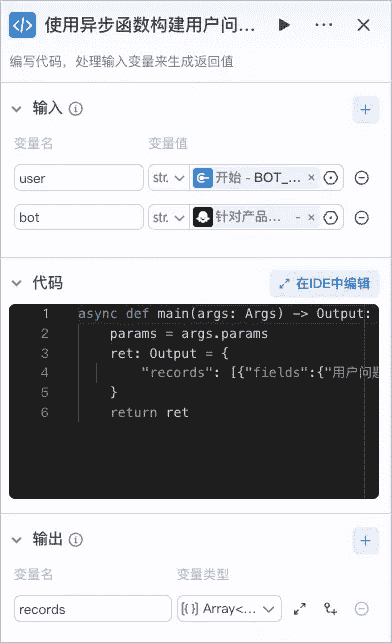 使用异步函数构建用户问...
编写代码，处理输入变量来生成返回值
输入
变量名 变量值
user str. 开始 - BOT_...
bot str. 针对产品... -
代码 在IDE中编辑
1 async def main(args: Args) -> Output:
2 params = args.params
3 ret: Output = {
4 "records": [{"fields":{"用户问题
5 }
6 return ret
输出
变量名 变量类型
records [{}] Array<...